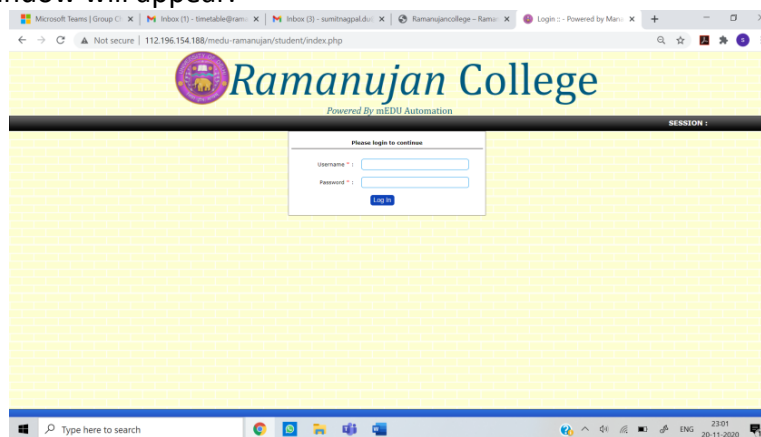 window will appear:
Microsoft Teams | Group C
Inbox (1) - timetable@rama
Inbox (3) - sumitnagpal.du
Ramanujancollege – Raman
Login :: - Powered by Mana
Not secure | 112.196.154.188/medu-ramanujan/student/index.php
Ramanujan College
Powered By mEDU Automation
SESSION :
Please login to continue
Username * :
Password * :
Log In
Type here to search
ENG
23:01
20-11-2020